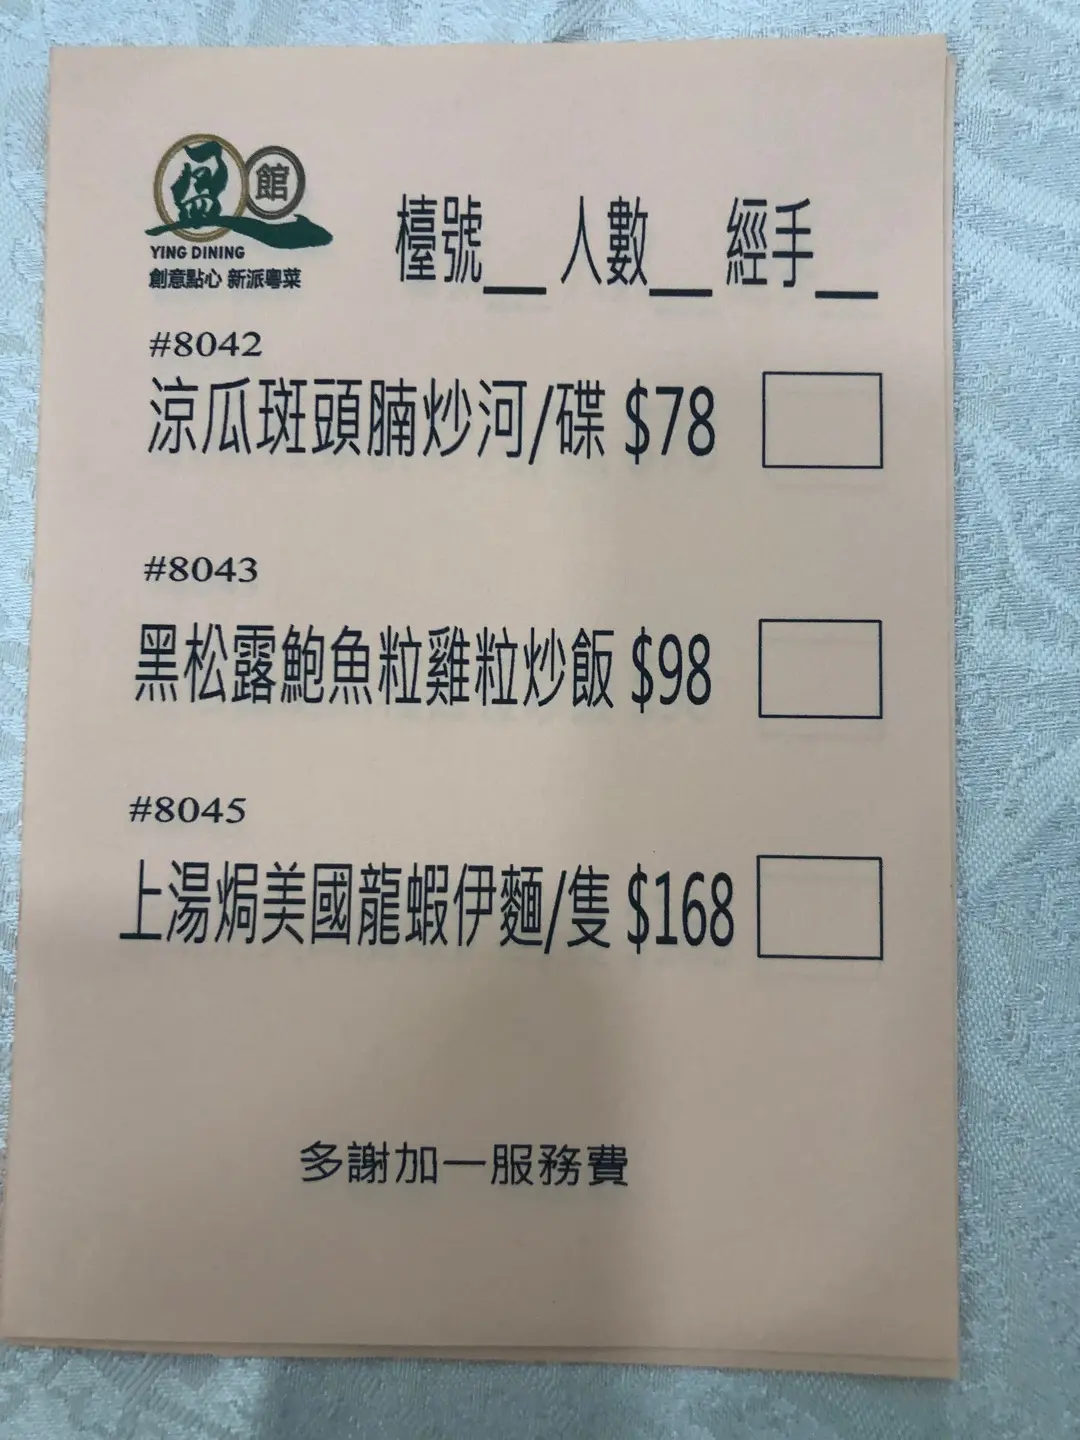 盈館
YING DINING
創意點心 新派粵菜
檯號__ 人數__ 經手__
#8042
涼瓜斑頭腩炒河/碟 $78
#8043
黑松露鮑魚粒雞粒炒飯 $98
#8045
上湯焗美國龍蝦伊麵/隻 $168
多謝加一服務費